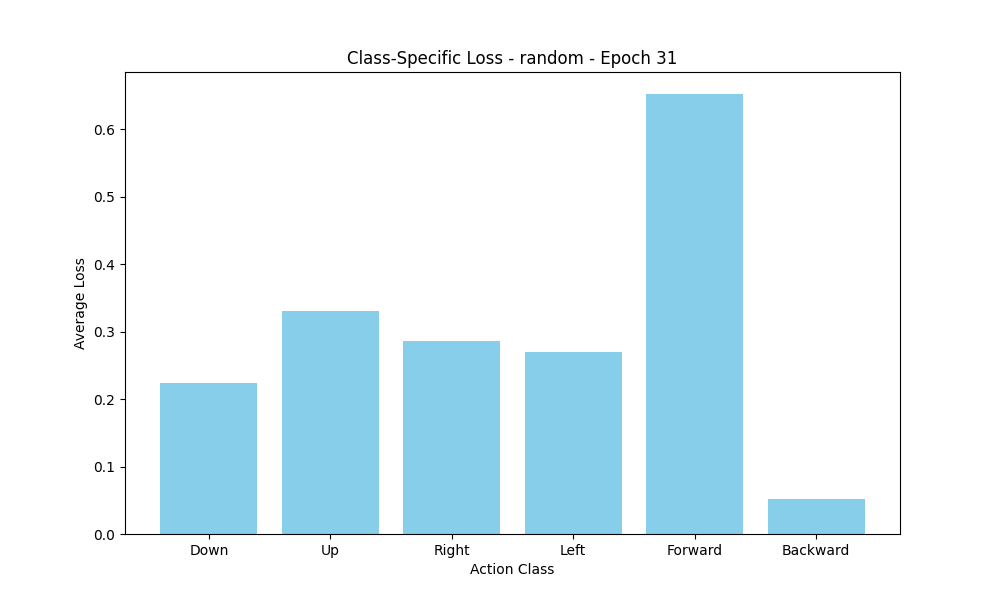 Class-Specific Loss - random - Epoch 31
Average Loss
0.6
0.5
0.4
0.3
0.2
0.1
0.0
Down Up Right Left Forward Backward
Action Class